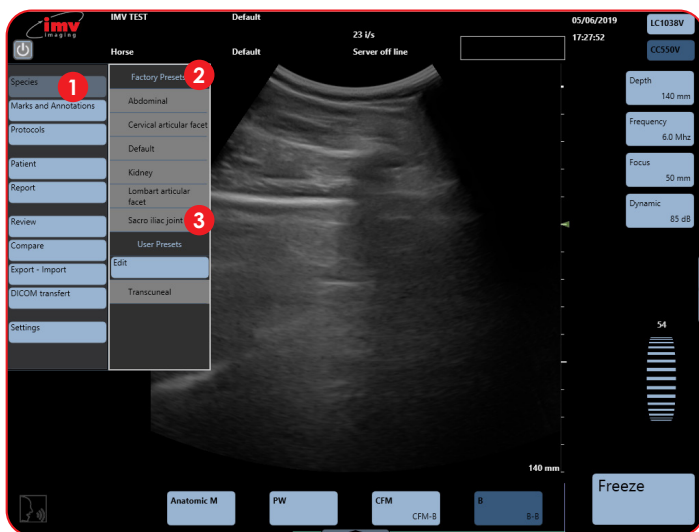 imv
imaging
IMV TEST
Default
05/06/2019
LC1038V
23 i/s
17:27:52
Horse
Default
Server off line
CC550V
Species
1
Marks and Annotations
Protocols
Patient
Report
Review
Compare
Export - Import
DICOM transfert
Settings
Factory Presets
2
Abdominal
Cervical articular facet
Default
Kidney
Lombart articular
facet
Sacro iliac joint
3
User Presets
Edit
Transcuneal
Depth
140 mm
Frequency
6.0 Mhz
Focus
50 mm
Dynamic
85 dB
54
140 mm
Anatomic M
PW
CFM
CFM-B
B
B-B
Freeze